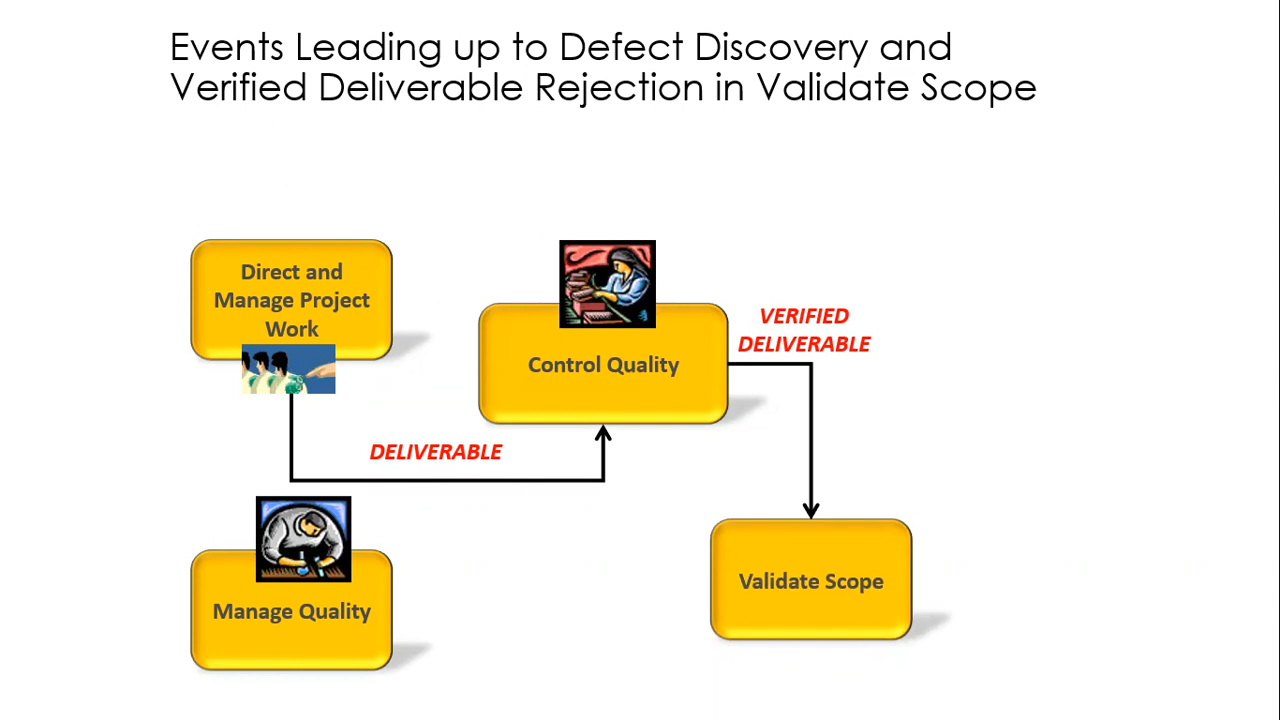 Events Leading up to Defect Discovery and
Verified Deliverable Rejection in Validate Scope
Direct and
Manage Project
Work
Control Quality
VERIFIED
DELIVERABLE
DELIVERABLE
Manage Quality
Validate Scope